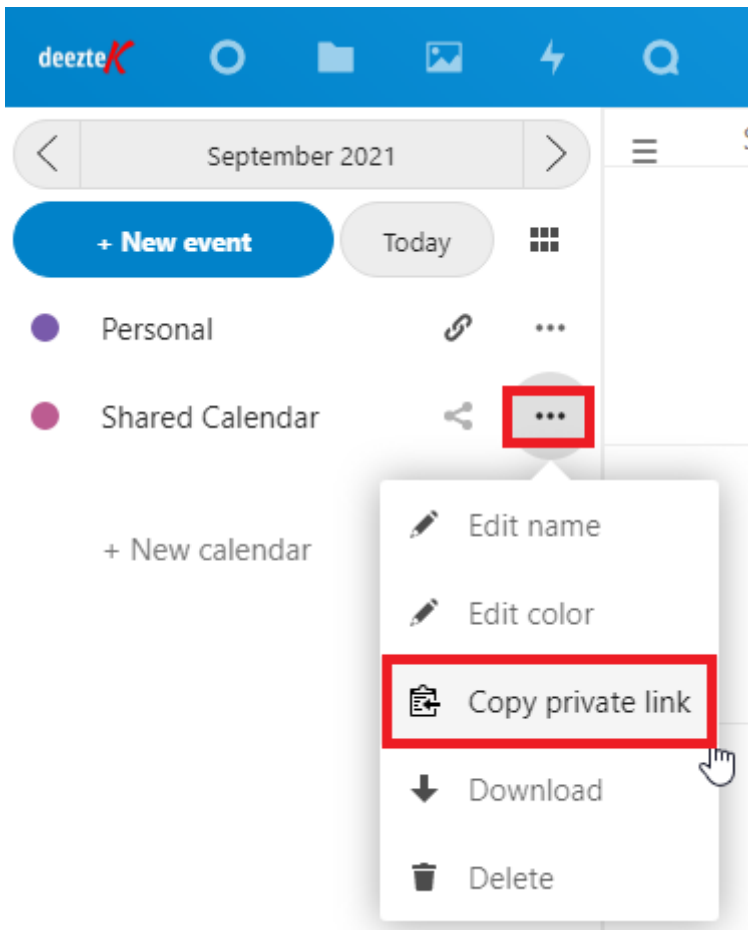 deezteK
September 2021
S
+ New event
Today
Personal
Shared Calendar
+ New calendar
Edit name
Edit color
Copy private link
Download
Delete